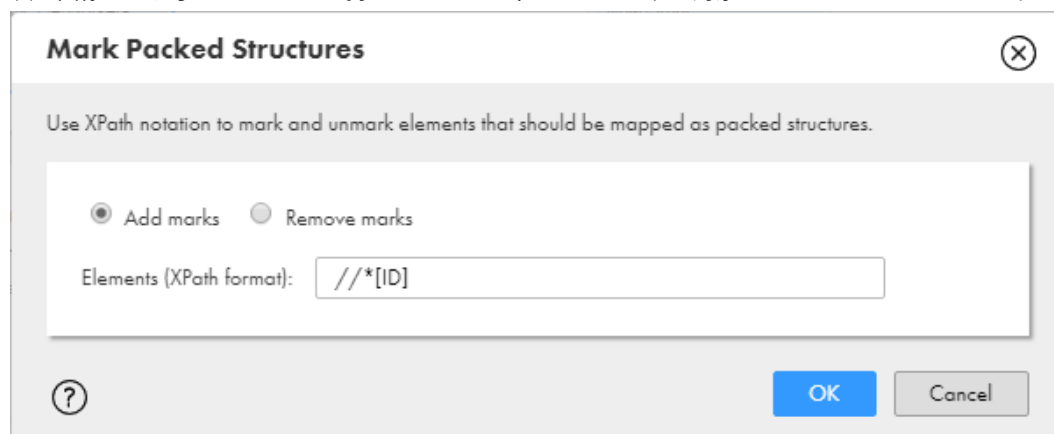 Mark Packed Structures
Use XPath notation to mark and unmark elements that should be mapped as packed structures.
Add marks Remove marks
Elements (XPath format): //*[ID]
? OK Cancel